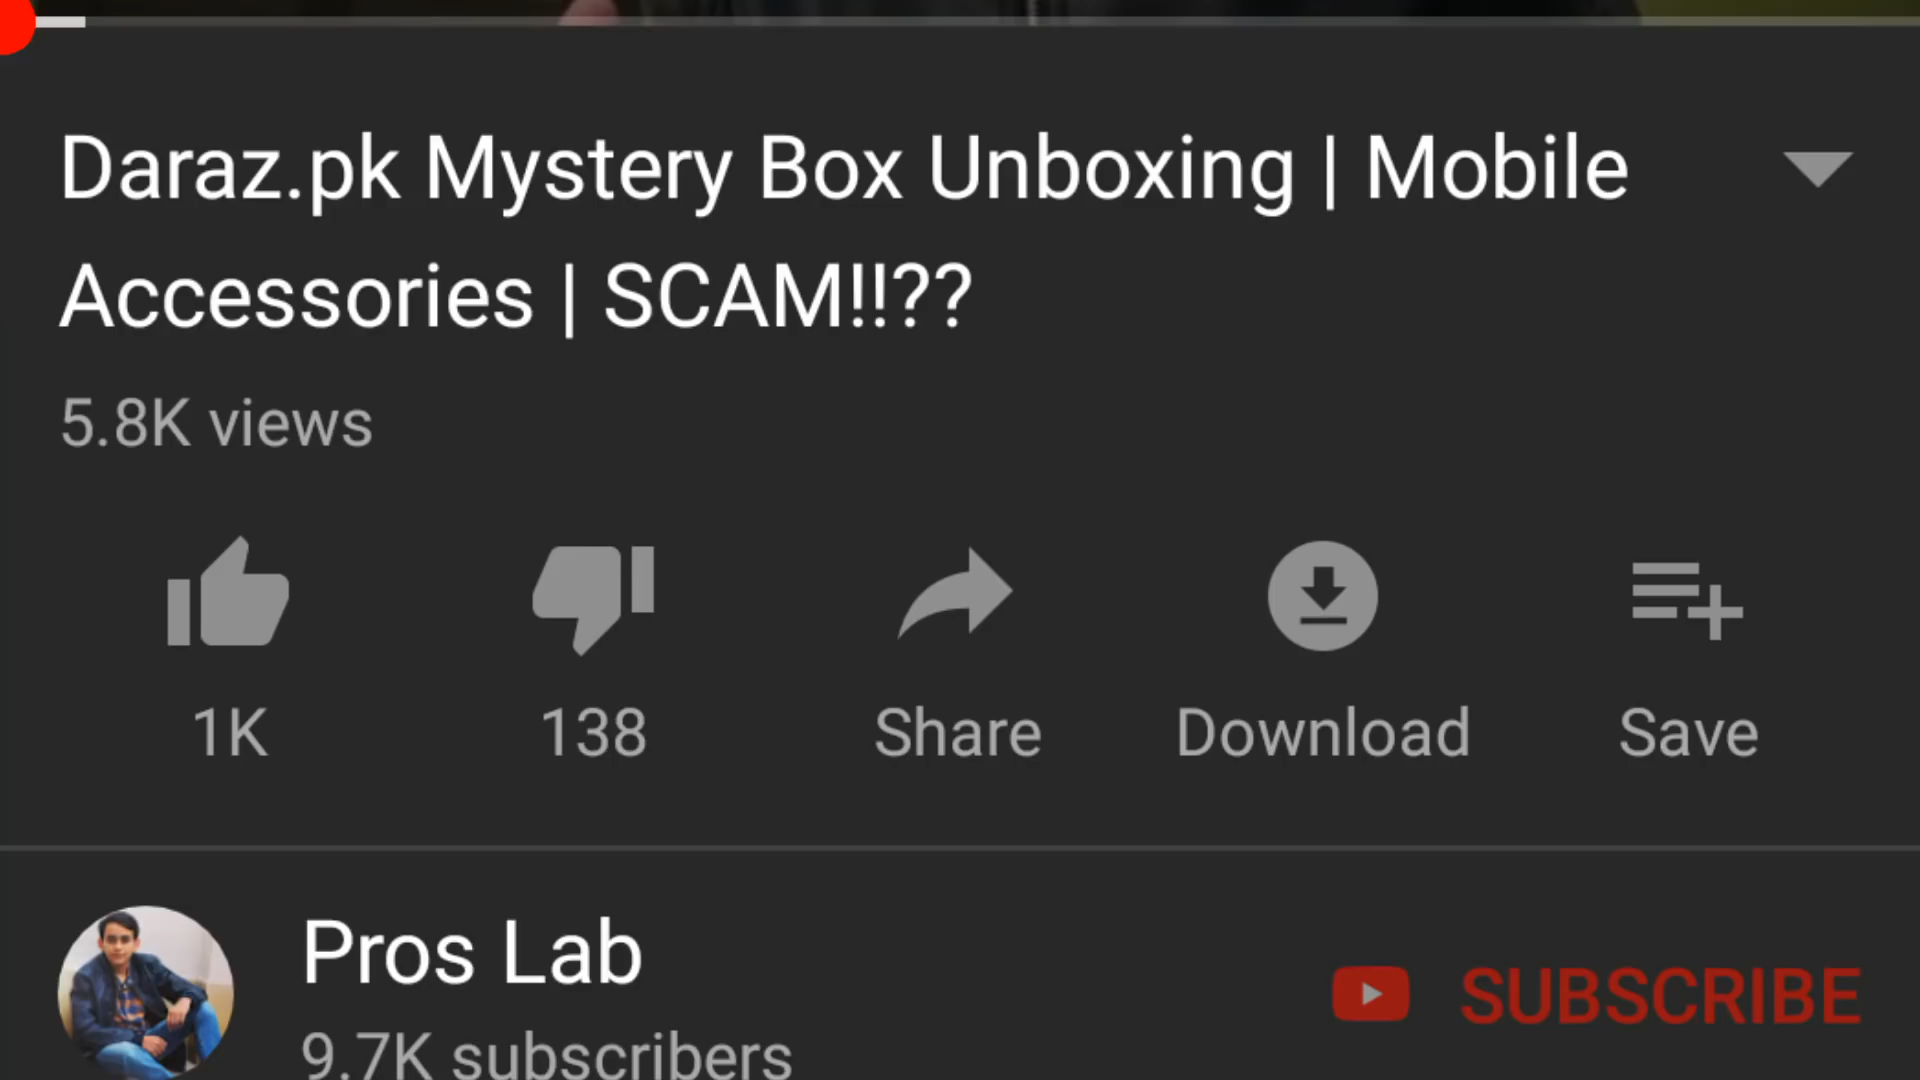 Daraz.pk Mystery Box Unboxing | Mobile
Accessories | SCAM!!??
5.8K views
1K
138
Share
Download
Save
Pros Lab
9.7K subscribers
SUBSCRIBE